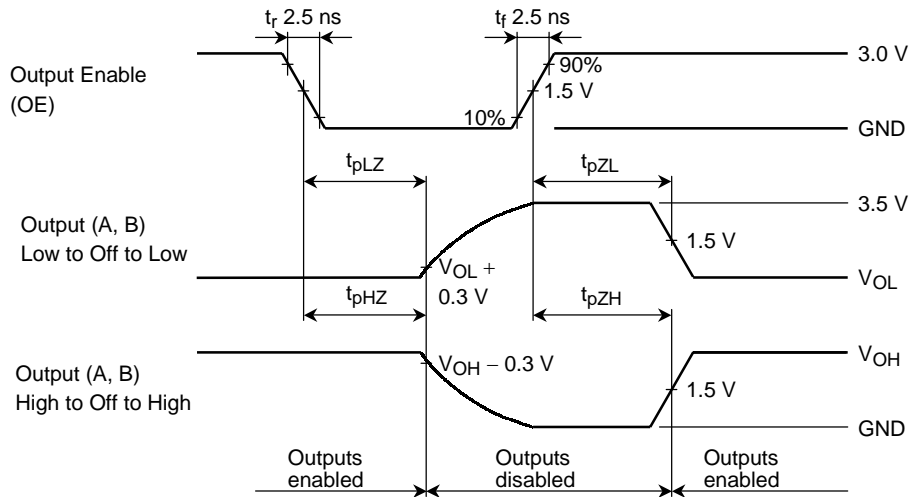 tr 2.5 ns
tf 2.5 ns
Output Enable
(OE)
90%
1.5 V
10%
3.0 V
GND
tpLZ
tpZL
Output (A, B)
Low to Off to Low
3.5 V
1.5 V
VOL +
0.3 V
VOL
tpHZ
tpZH
Output (A, B)
High to Off to High
VOH − 0.3 V
VOH
1.5 V
GND
Outputs
enabled
Outputs
disabled
Outputs
enabled